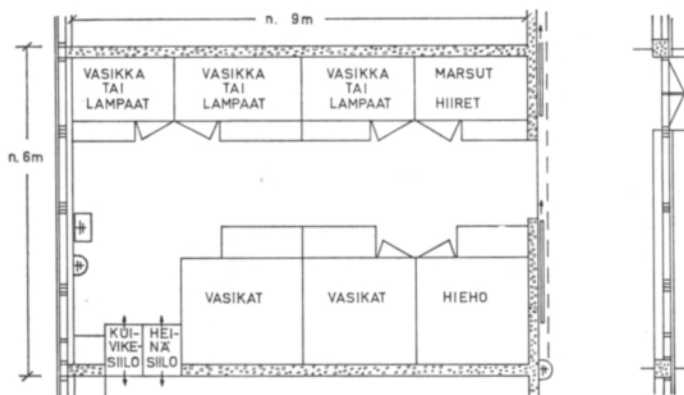 n. 9m
VASIKKA
TAI
LAMPAAT
VASIKKA
TAI
LAMPAAT
VASIKKA
TAI
LAMPAAT
MARSUT
HIIRET
n. 6m
VASIKAT
VASIKAT
HIEHO
KUI-
VIKE-
SIILO
HEI-
NÄ
SIILO